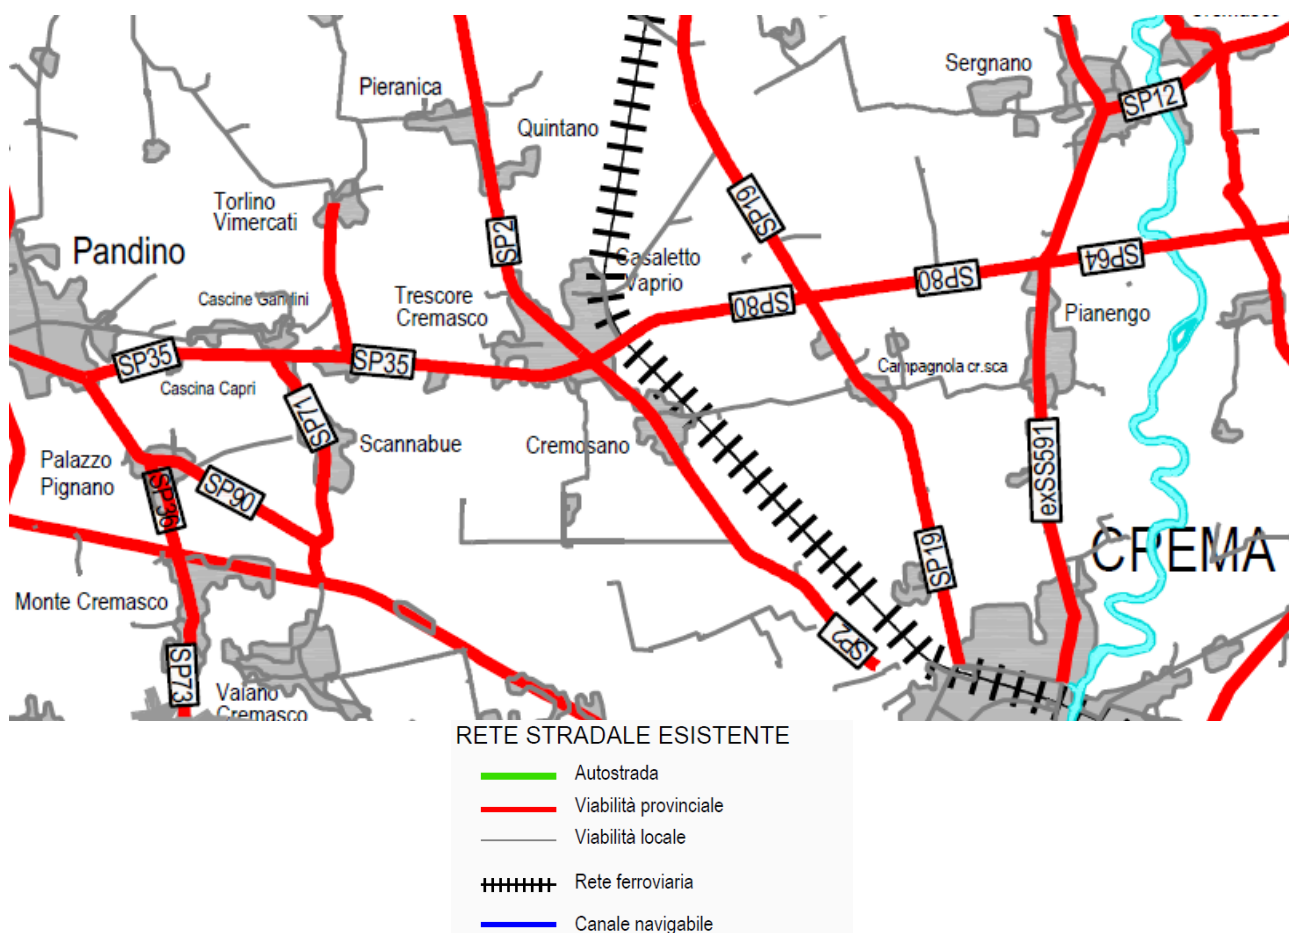 Sergnano
Pieranica
SP12
Quintano
Torlino
Vimercati
SP19
Pandino
SP2
Casaletto
Vaprio
SP64
SP80
Cascine Gandini
Trescore
Cremasco
SP80
Pianengo
SP35
SP35
Campagnola cr.sca
Cascina Capri
SP71
Scannabue
Cremosano
Palazzo
Pignano
SP36
SP90
exSS591
CREMA
SP19
Monte Cremasco
SP2
SP73
Vaiano
Cremasco
RETE STRADALE ESISTENTE
Autostrada
Viabilità provinciale
Viabilità locale
Rete ferroviaria
Canale navigabile